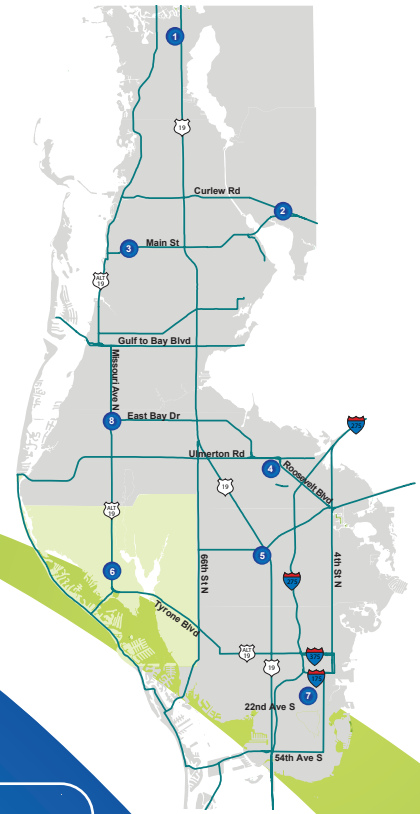 1
19
Curlew Rd
2
3
Main St
ALT
19
Gulf to Bay Blvd
Missouri Ave N
8
East Bay Dr
275
Ulmerton Rd
4
Roosevelt Blvd
19
ALT
19
5
66th St N
4th St N
6
275
Tyrone Blvd
ALT
19
375
19
175
7
22nd Ave S
54th Ave S